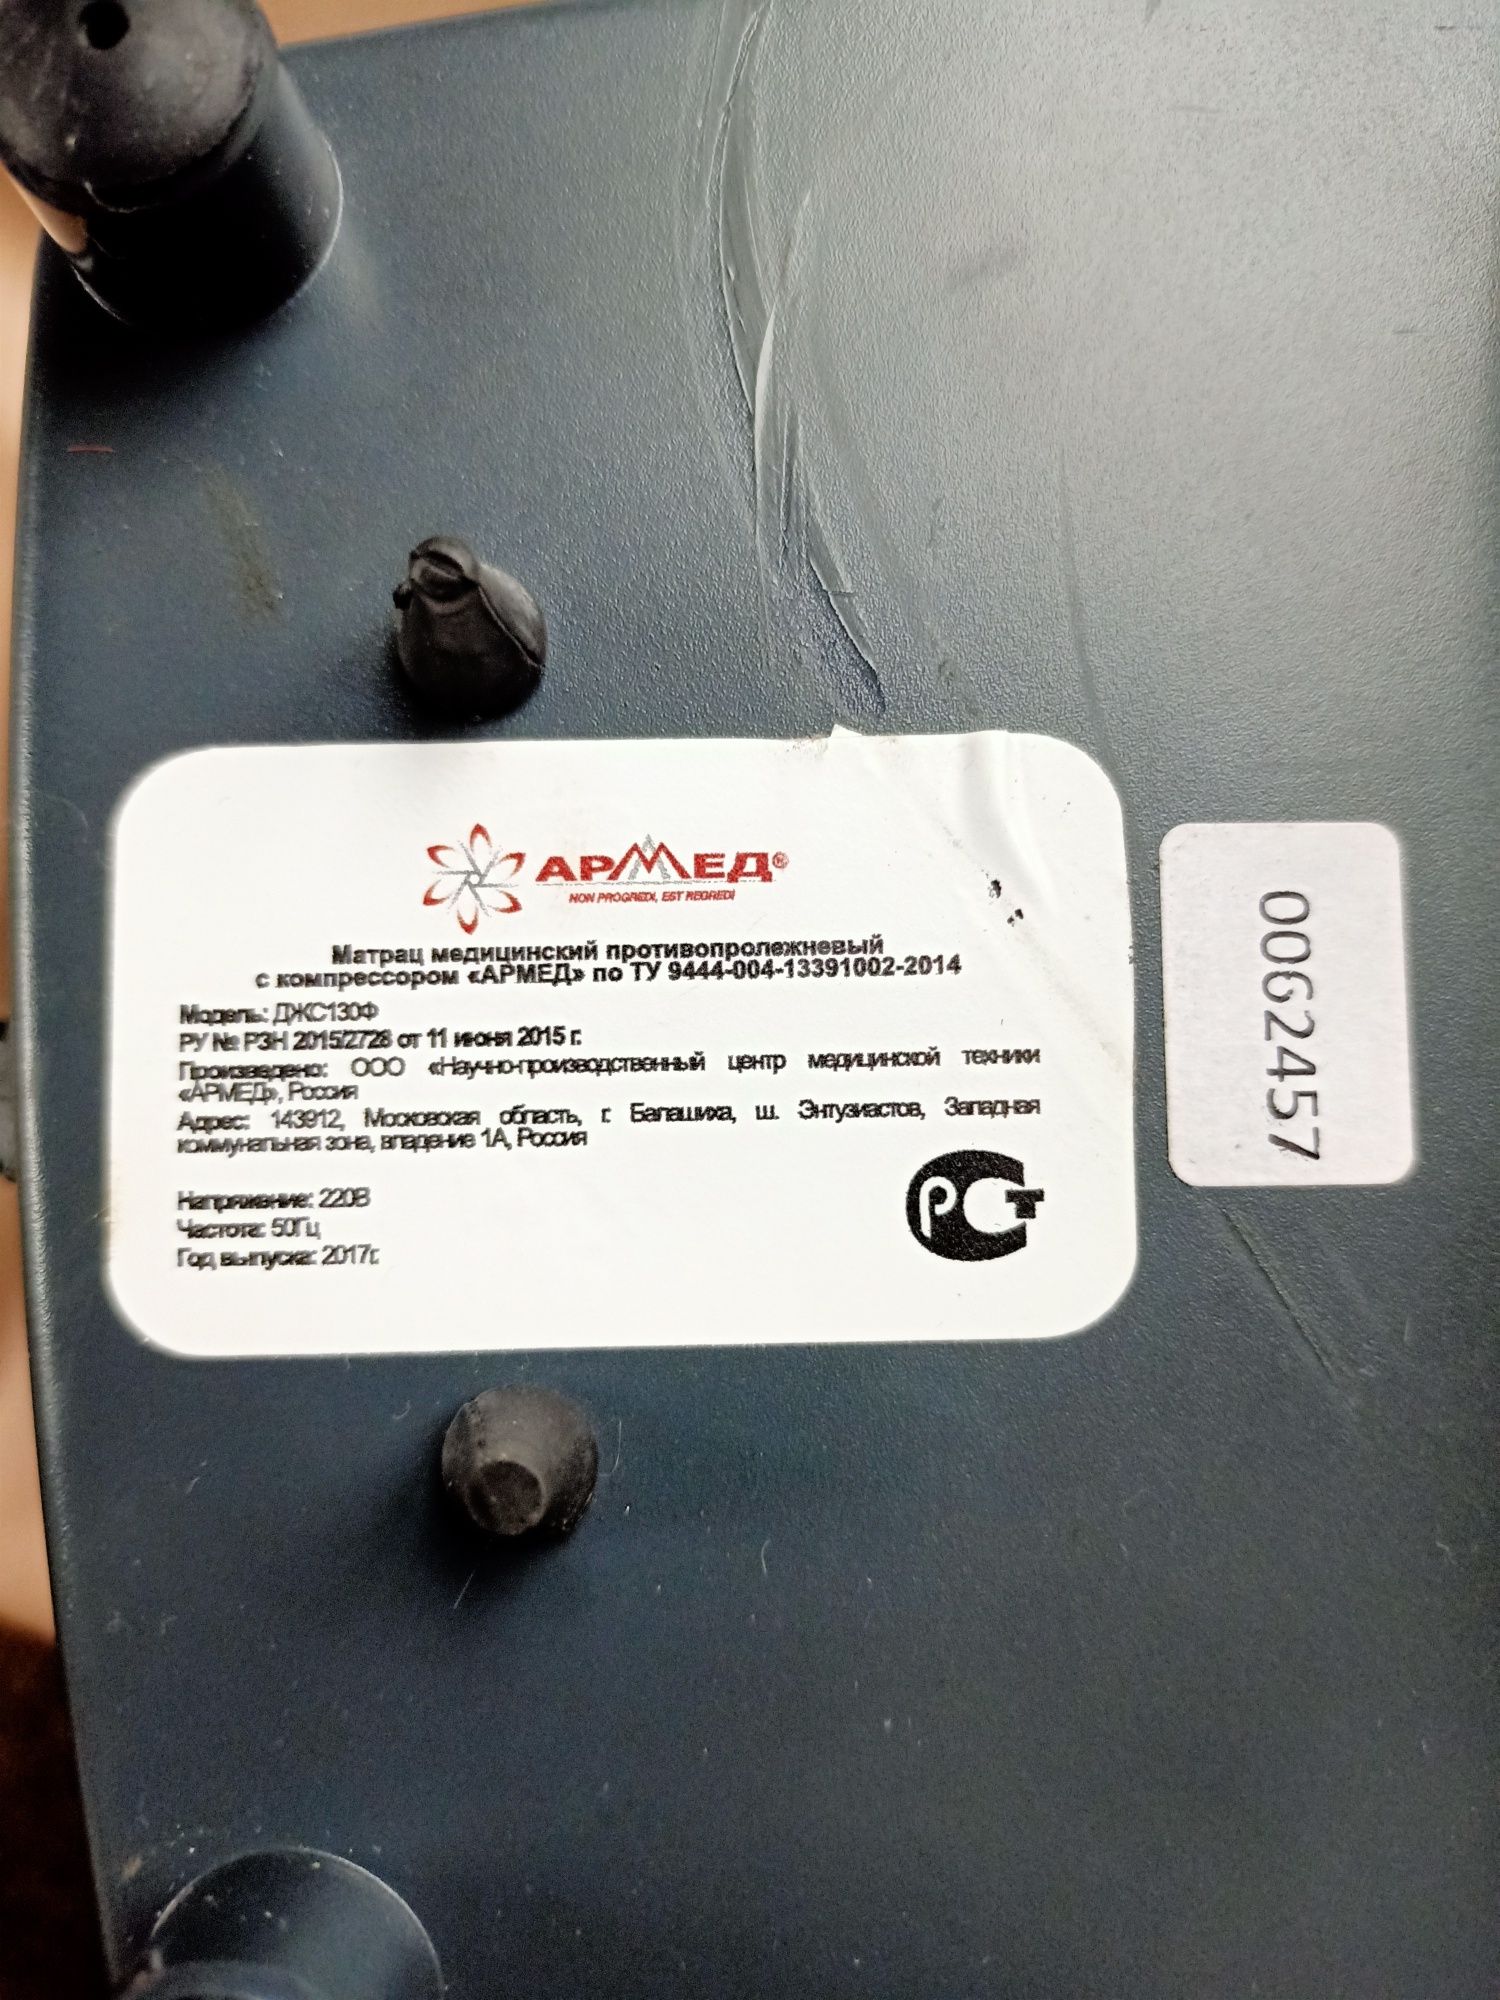 АРМЕД®
NON PROGREDI, EST REGREDI
Матрац медицинский противопролежневый
с компрессором «АРМЕД» по ТУ 9444-004-13391002-2014
Модель: ДЖС130Ф
РУ № РЗН 2015/2728 от 11 июня 2015 г.
Произведено: ООО «Научно-производственный центр медицинской техники
«АРМЕД», Россия
Адрес: 143912, Московская область, г. Балашиха, ш. Энтузиастов, Западная
коммунальная зона, владение 1А, Россия
Напряжение: 220В
Частота: 50Гц
Год выпуска: 2017г.
РСТ
0062457